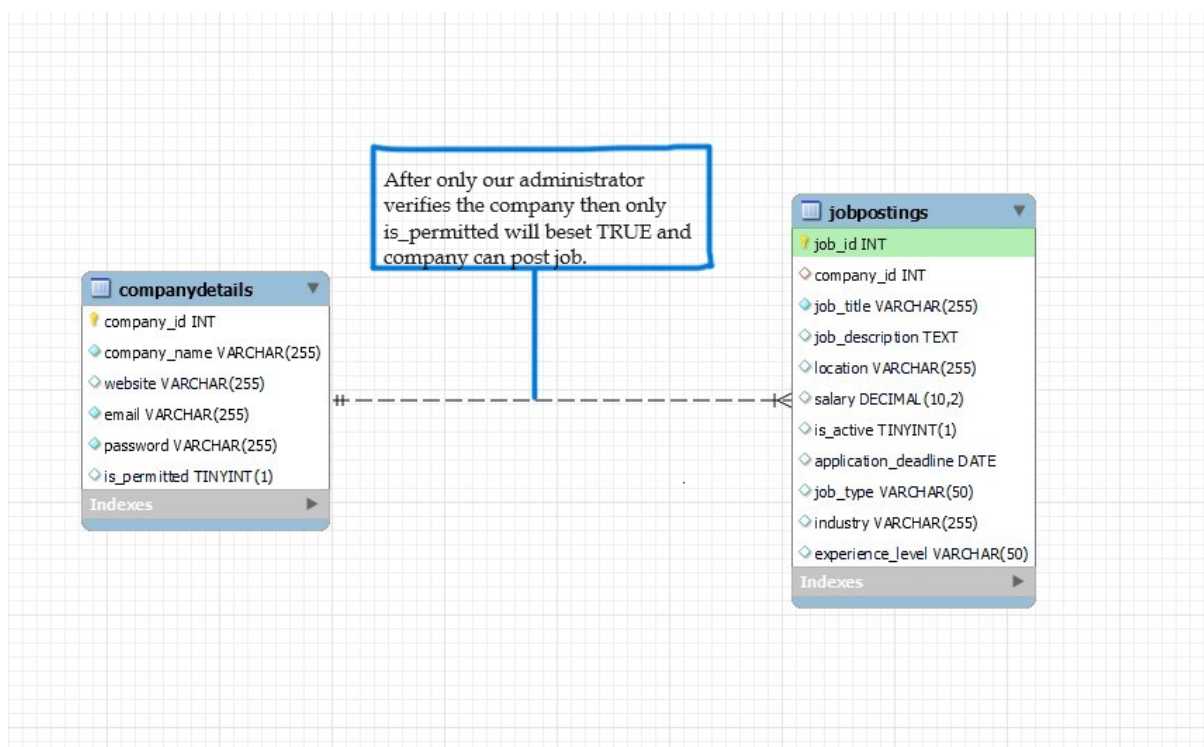 After only our administrator
verifies the company then only
is_permitted will beset TRUE and
company can post job.
companydetails
company_id INT
company_name VARCHAR(255)
website VARCHAR(255)
email VARCHAR(255)
password VARCHAR(255)
is_permitted TINYINT(1)
Indexes
jobpostings
job_id INT
company_id INT
job_title VARCHAR(255)
job_description TEXT
location VARCHAR(255)
salary DECIMAL(10,2)
is_active TINYINT(1)
application_deadline DATE
job_type VARCHAR(50)
industry VARCHAR(255)
experience_level VARCHAR(50)
Indexes